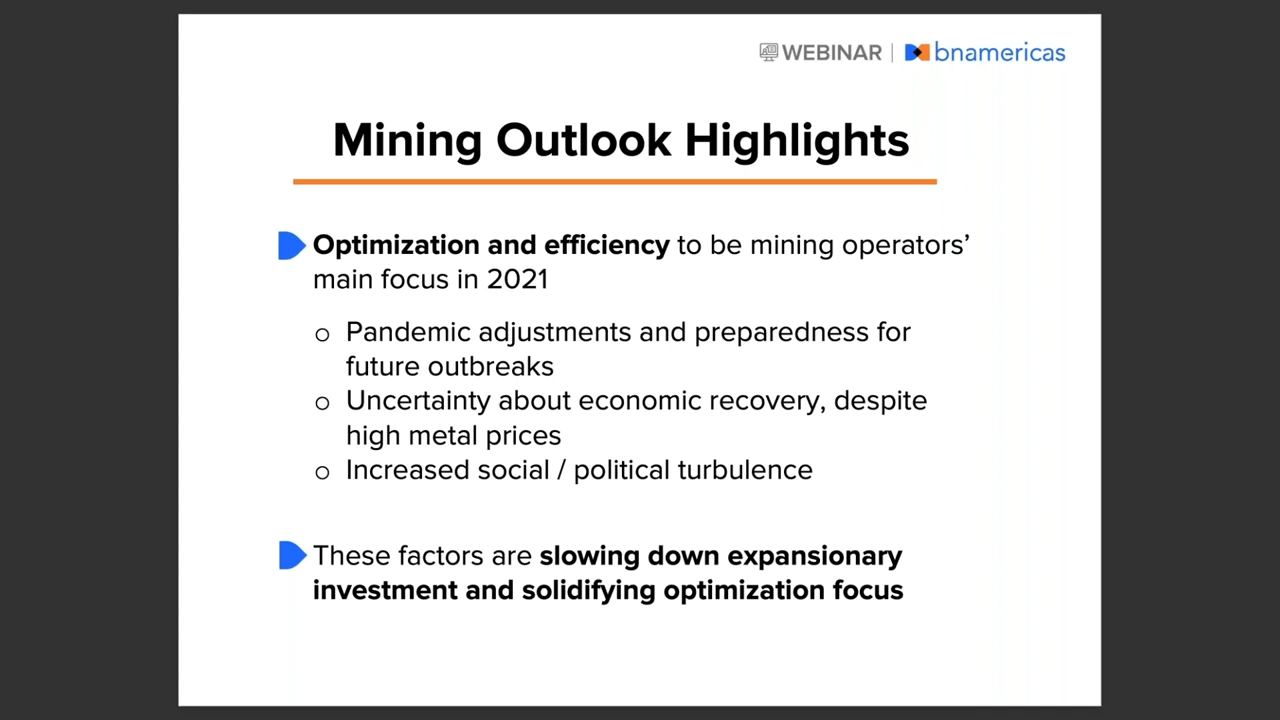 WEBINAR | bnamericas
Mining Outlook Highlights
Optimization and efficiency to be mining operators’
main focus in 2021
o Pandemic adjustments and preparedness for
future outbreaks
o Uncertainty about economic recovery, despite
high metal prices
o Increased social / political turbulence
These factors are slowing down expansionary
investment and solidifying optimization focus